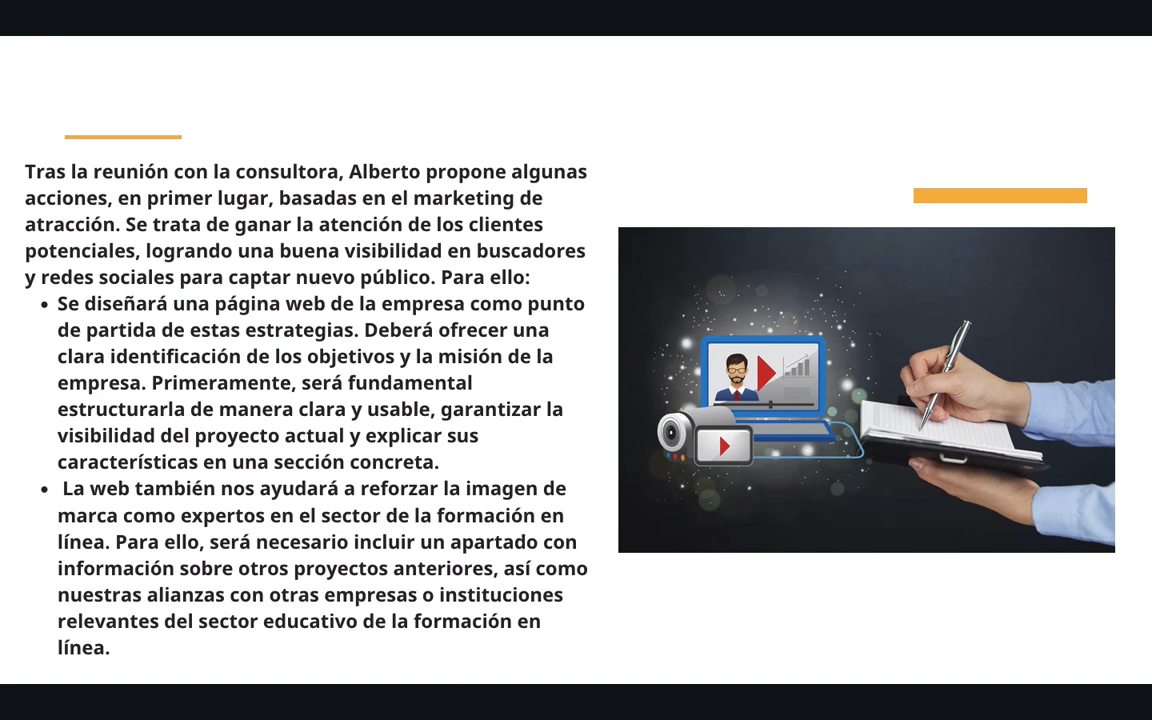 Tras la reunión con la consultora, Alberto propone algunas
acciones, en primer lugar, basadas en el marketing de
atracción. Se trata de ganar la atención de los clientes
potenciales, logrando una buena visibilidad en buscadores
y redes sociales para captar nuevo público. Para ello:
• Se diseñará una página web de la empresa como punto
de partida de estas estrategias. Deberá ofrecer una
clara identificación de los objetivos y la misión de la
empresa. Primeramente, será fundamental
estructurarla de manera clara y usable, garantizar la
visibilidad del proyecto actual y explicar sus
características en una sección concreta.
• La web también nos ayudará a reforzar la imagen de
marca como expertos en el sector de la formación en
línea. Para ello, será necesario incluir un apartado con
información sobre otros proyectos anteriores, así como
nuestras alianzas con otras empresas o instituciones
relevantes del sector educativo de la formación en
línea.